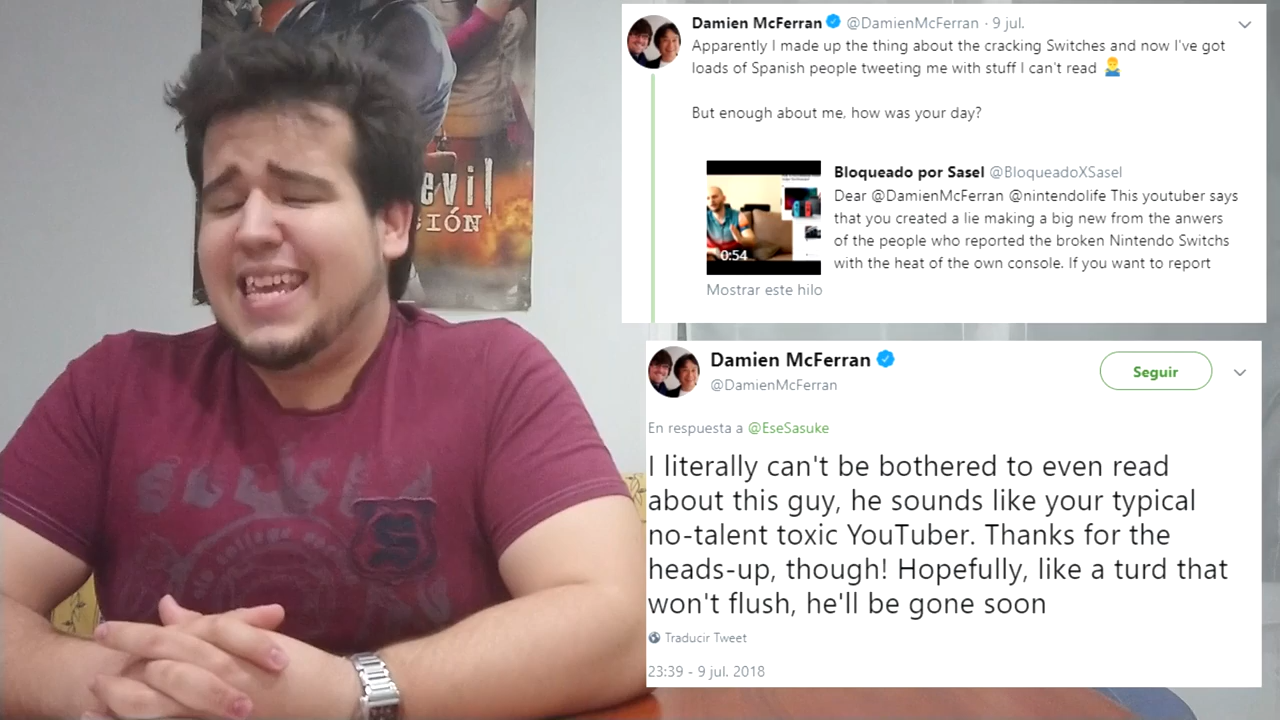 evil
CIÓN
Damien McFerran @DamienMcFerran · 9 jul.
Apparently I made up the thing about the cracking Switches and now I've got
loads of Spanish people tweeting me with stuff I can't read 🤷‍♂️
But enough about me, how was your day?
0:54
Bloqueado por Sasel @BloqueadoXSasel
Dear @DamienMcFerran @nintendolife This youtuber says
that you created a lie making a big new from the anwers
of the people who reported the broken Nintendo Switchs
with the heat of the own console. If you want to report
Mostrar este hilo
Damien McFerran
@DamienMcFerran
Seguir
En respuesta a @EseSasuke
I literally can't be bothered to even read
about this guy, he sounds like your typical
no-talent toxic YouTuber. Thanks for the
heads-up, though! Hopefully, like a turd that
won't flush, he'll be gone soon
Traducir Tweet
23:39 - 9 jul. 2018